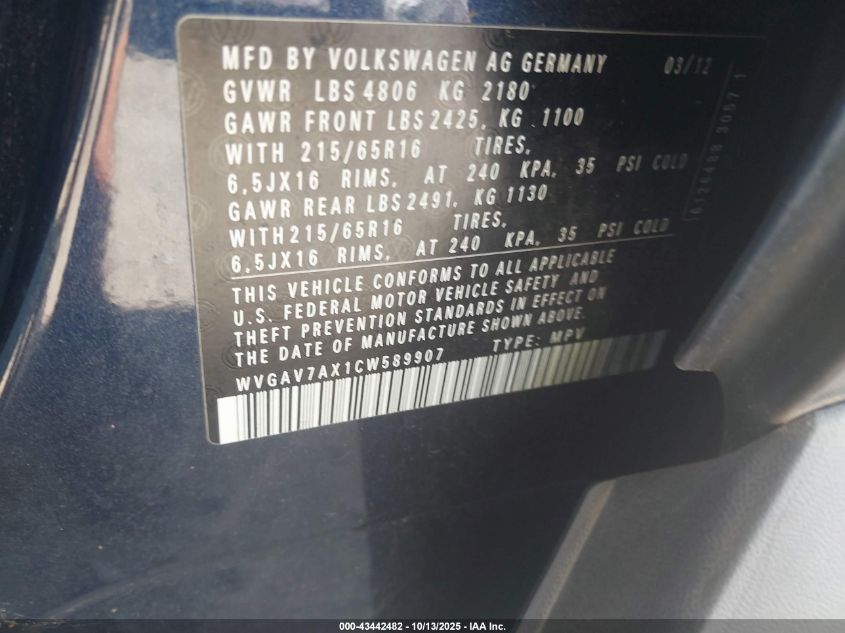 MFD BY VOLKSWAGEN AG GERMANY 03/12
GVWR LBS 4806 KG 2180
GAWR FRONT LBS 2425, KG 1100
WITH 215/65R16 TIRES,
6,5JX16 RIMS, AT 240 KPA, 35 PSI COLD
GAWR REAR LBS 2491, KG 1130
WITH 215/65R16 TIRES,
6,5JX16 RIMS, AT 240 KPA, 35 PSI COLD
THIS VEHICLE CONFORMS TO ALL APPLICABLE
U.S. FEDERAL MOTOR VEHICLE SAFETY AND
THEFT PREVENTION STANDARDS IN EFFECT ON
THE DATE OF MANUFACTURE SHOWN ABOVE.
WVGAV7AX1CW589907 TYPE: MPV
000-43442482 - 10/13/2025 - IAA Inc.